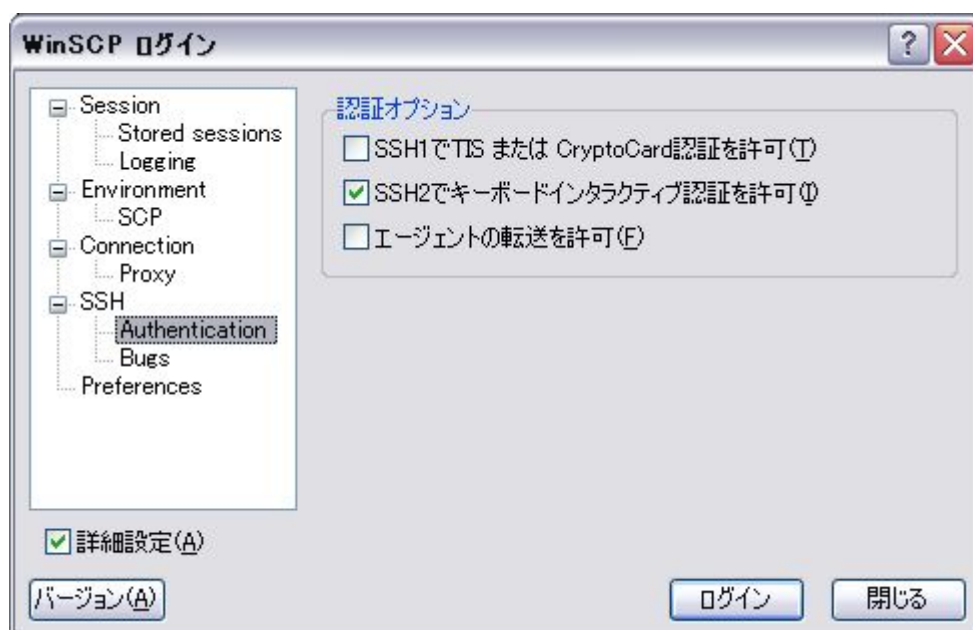 WinSCP ログイン
Session
Stored sessions
Logging
Environment
SCP
Connection
Proxy
SSH
Authentication
Bugs
Preferences
詳細設定(A)
認証オプション
SSH1でTIS または CryptoCard認証を許可(T)
SSH2でキーボードインタラクティブ認証を許可(I)
エージェントの転送を許可(F)
バージョン(A)
ログイン
閉じる